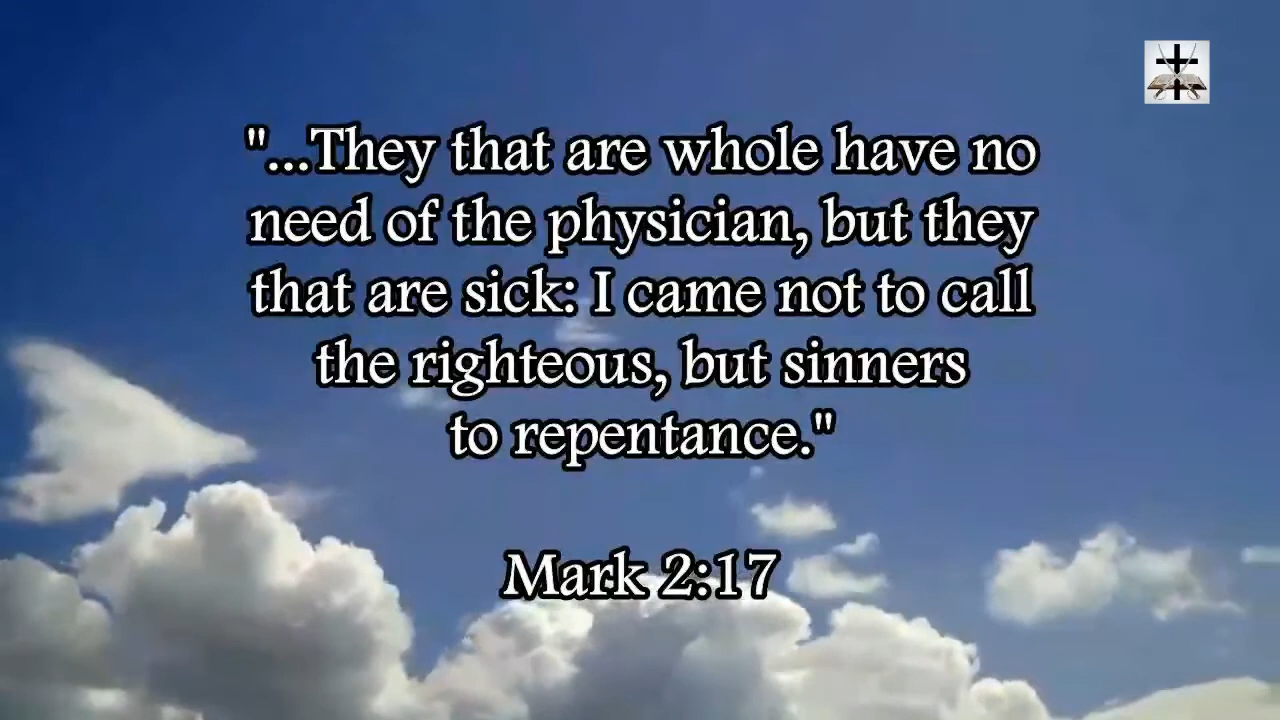 "...They that are whole have no
need of the physician, but they
that are sick: I came not to call
the righteous, but sinners
to repentance."
Mark 2:17